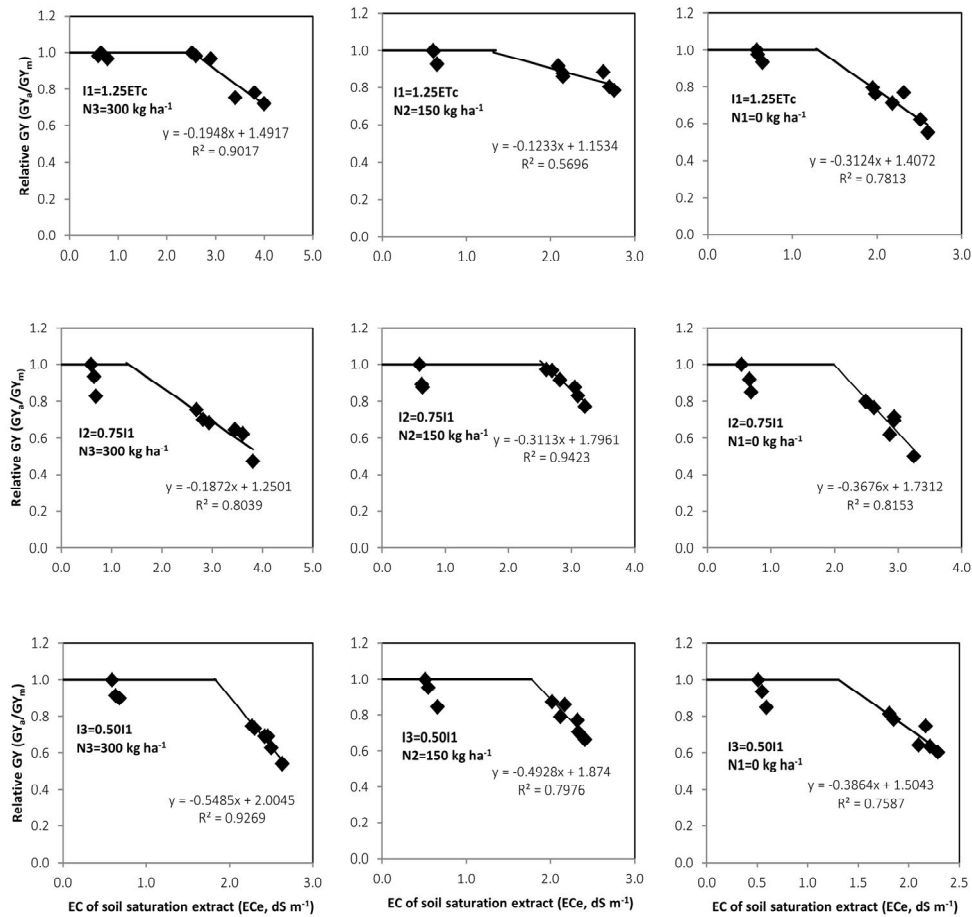 Relative GY (GYa/GYm)
1.2
1.0
0.8
0.6
0.4
0.2
0.0
I1=1.25ETc
N3=300 kg ha-1
y = -0.1948x + 1.4917
R² = 0.9017
0.0 1.0 2.0 3.0 4.0 5.0
1.2
1.0
0.8
0.6
0.4
0.2
0.0
I1=1.25ETc
N2=150 kg ha-1
y = -0.1233x + 1.1534
R² = 0.5696
0.0 1.0 2.0 3.0
1.2
1.0
0.8
0.6
0.4
0.2
0.0
I1=1.25ETc
N1=0 kg ha-1
y = -0.3124x + 1.4072
R² = 0.7813
0.0 1.0 2.0 3.0
Relative GY (GYa/GYm)
1.2
1.0
0.8
0.6
0.4
0.2
0.0
I2=0.75I1
N3=300 kg ha-1
y = -0.1872x + 1.2501
R² = 0.8039
0.0 1.0 2.0 3.0 4.0 5.0
1.2
1.0
0.8
0.6
0.4
0.2
0.0
I2=0.75I1
N2=150 kg ha-1
y = -0.3113x + 1.7961
R² = 0.9423
0.0 1.0 2.0 3.0 4.0
1.2
1.0
0.8
0.6
0.4
0.2
0.0
I2=0.75I1
N1=0 kg ha-1
y = -0.3676x + 1.7312
R² = 0.8153
0.0 1.0 2.0 3.0 4.0
Relative GY (GYa/GYm)
1.2
1.0
0.8
0.6
0.4
0.2
0.0
I3=0.50I1
N3=300 kg ha-1
y = -0.5485x + 2.0045
R² = 0.9269
0.0 1.0 2.0 3.0
EC of soil saturation extract (ECe, dS m-1)
1.2
1.0
0.8
0.6
0.4
0.2
0.0
I3=0.50I1
N2=150 kg ha-1
y = -0.4928x + 1.874
R² = 0.7976
0.0 1.0 2.0 3.0
EC of soil saturation extract (ECe, dS m-1)
1.2
1.0
0.8
0.6
0.4
0.2
0.0
I3=0.50I1
N1=0 kg ha-1
y = -0.3864x + 1.5043
R² = 0.7587
0.0 0.5 1.0 1.5 2.0 2.5
EC of soil saturation extract (ECe, dS m-1)